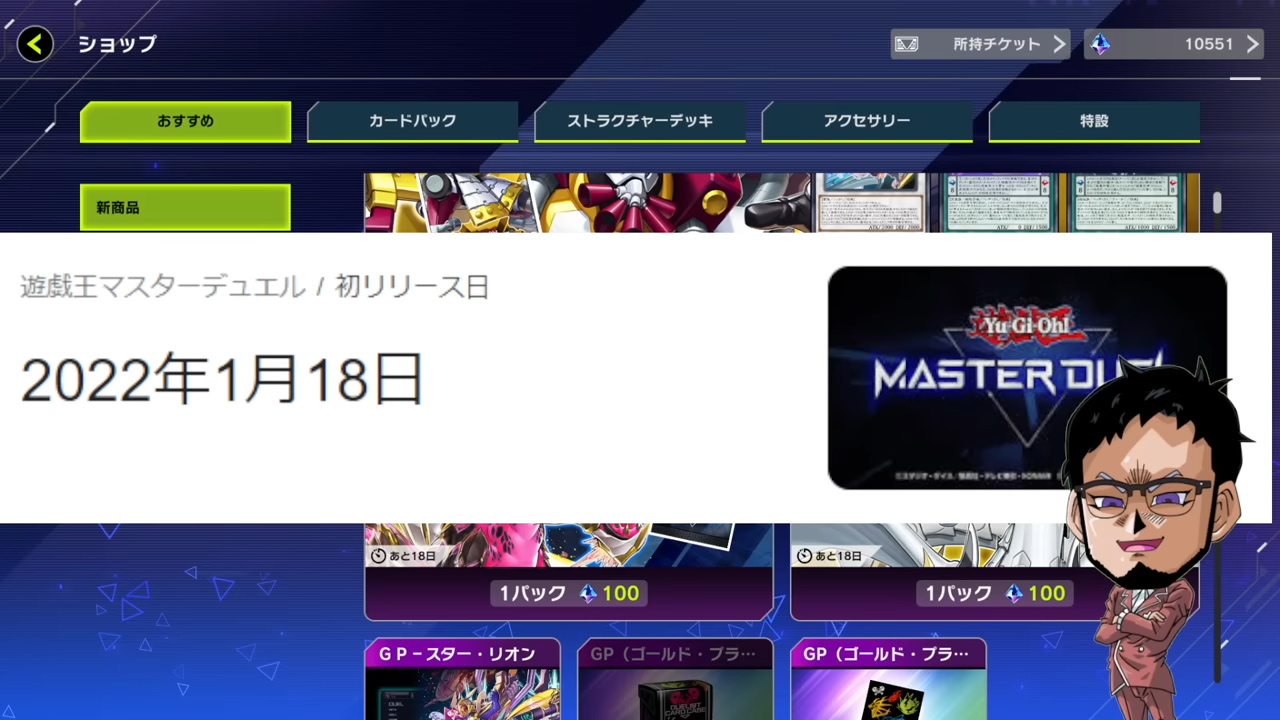 ショップ
所持チケット
10551
おすすめ
カードパック
ストラクチャーデッキ
アクセサリー
特設
新商品
遊戯王マスターデュエル / 初リリース日
2022年1月18日
Yu-Gi-Oh!
MASTER DUEL
あと18日
あと18日
1パック 100
1パック 100
GP－スター・リオン
GP（ゴールド・プラ…
GP（ゴールド・プラ…
DUELIST
CARD CASE